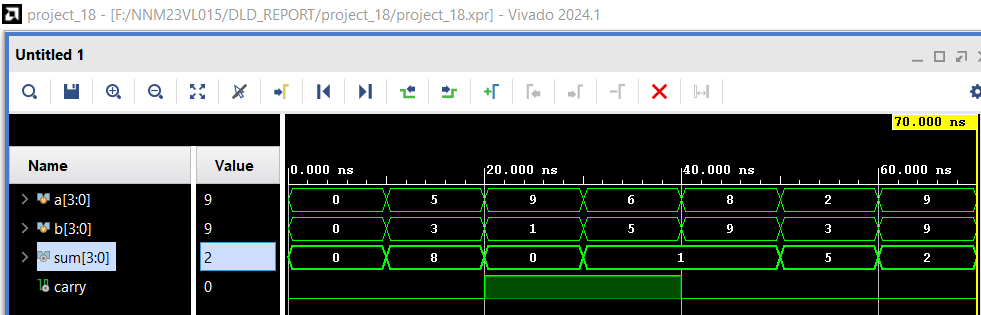 project_18 - [F:/NNM23VL015/DLD_REPORT/project_18/project_18.xpr] - Vivado 2024.1
Untitled 1
70.000 ns
Name Value 0.000 ns 20.000 ns 40.000 ns 60.000 ns
a[3:0] 9 0 5 9 6 8 2 9
b[3:0] 9 0 3 1 5 9 3 9
sum[3:0] 2 0 8 0 1 5 2
carry 0